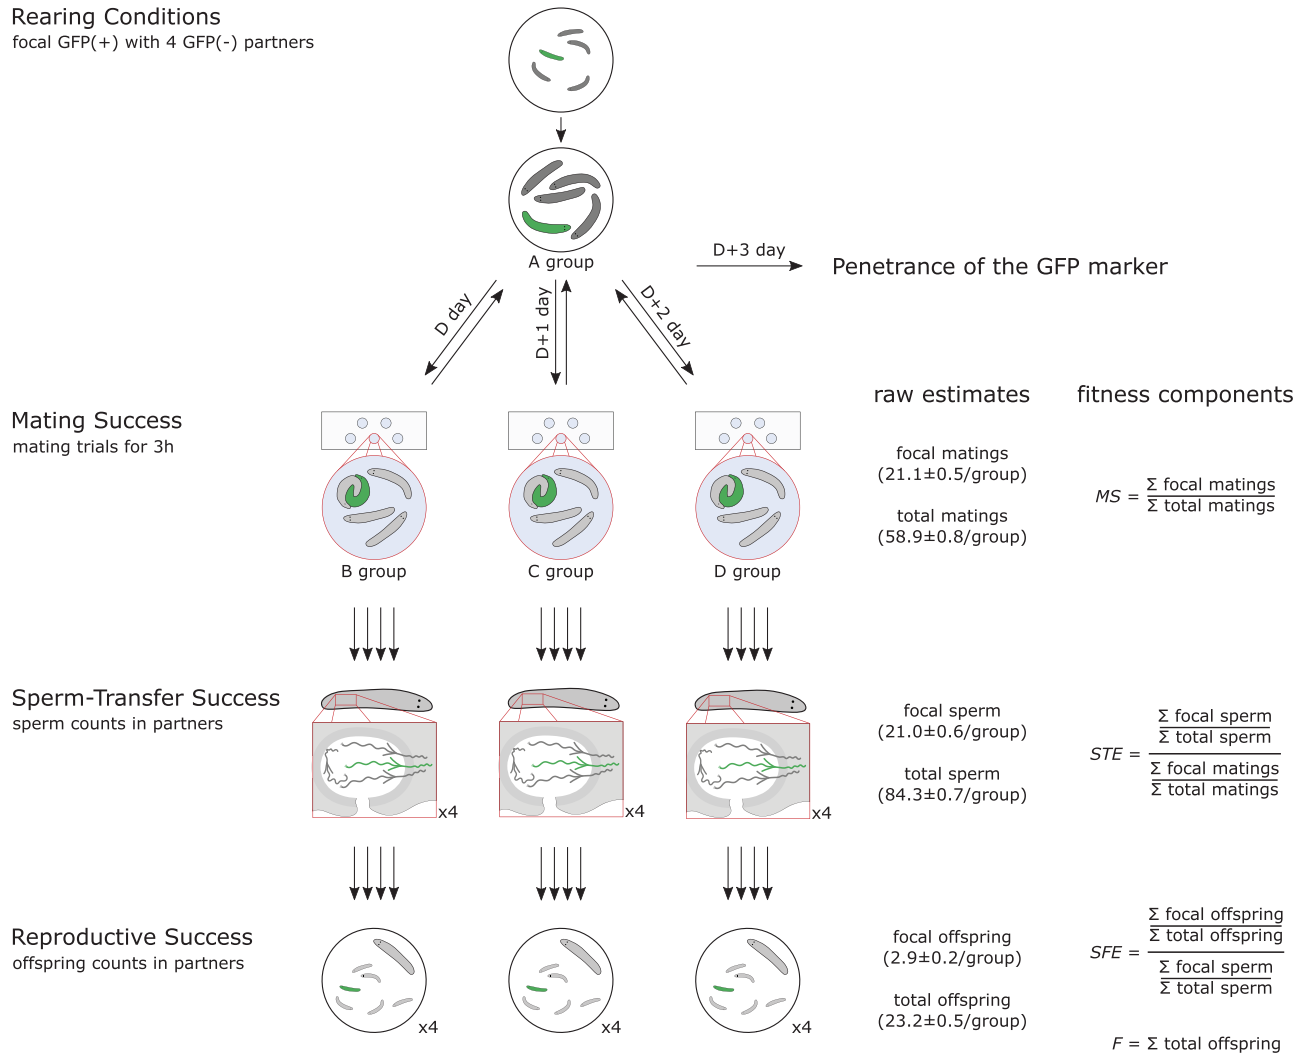 Rearing Conditions
focal GFP(+) with 4 GFP(-) partners
A group
D+3 day
Penetrance of the GFP marker
D day
D+1 day
D+2 day
raw estimates
fitness components
Mating Success
mating trials for 3h
focal matings
(21.1±0.5/group)
total matings
(58.9±0.8/group)
MS = Σ focal matings
Σ total matings
B group
C group
D group
Sperm-Transfer Success
sperm counts in partners
x4
x4
x4
focal sperm
(21.0±0.6/group)
total sperm
(84.3±0.7/group)
Σ focal sperm
Σ total sperm
STE =
Σ focal matings
Σ total matings
Reproductive Success
offspring counts in partners
x4
x4
x4
focal offspring
(2.9±0.2/group)
total offspring
(23.2±0.5/group)
Σ focal offspring
Σ total offspring
SFE =
Σ focal sperm
Σ total sperm
F = Σ total offspring